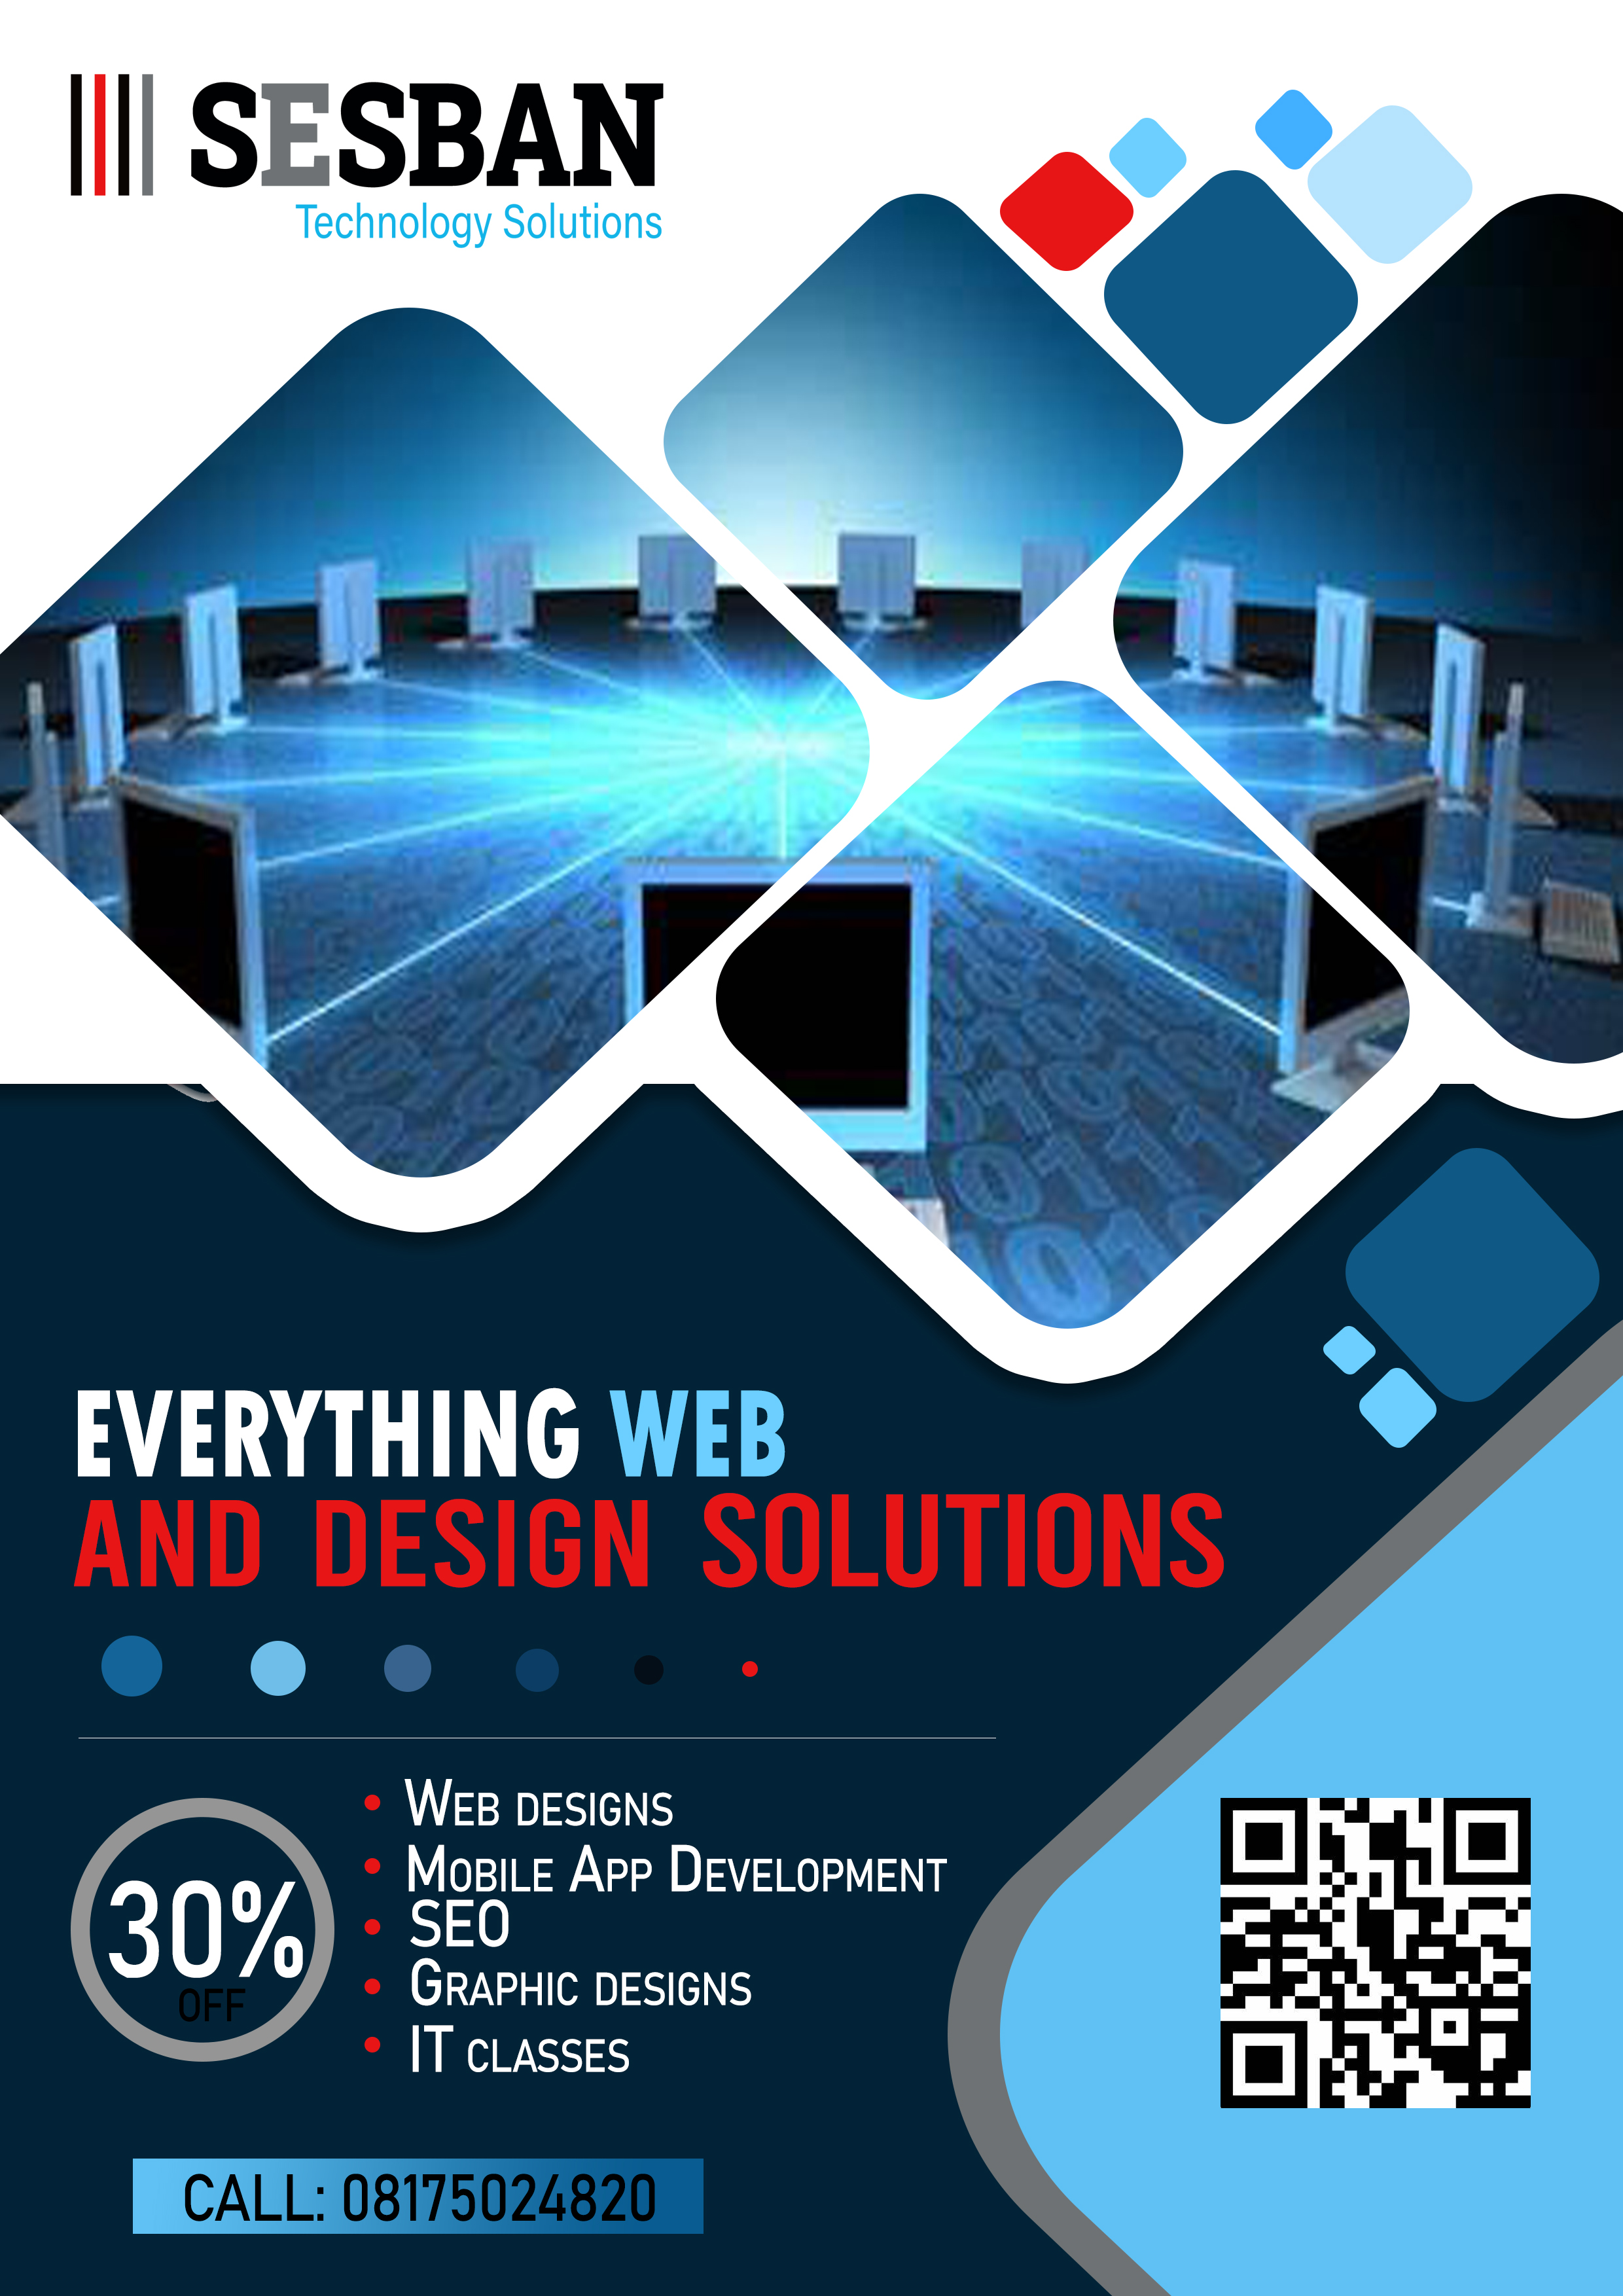 SESBAN
Technology Solutions
EVERYTHING WEB
AND DESIGN SOLUTIONS
30%
OFF
• Web designs
• Mobile App Development
• SEO
• Graphic designs
• IT classes
CALL: 08175024820